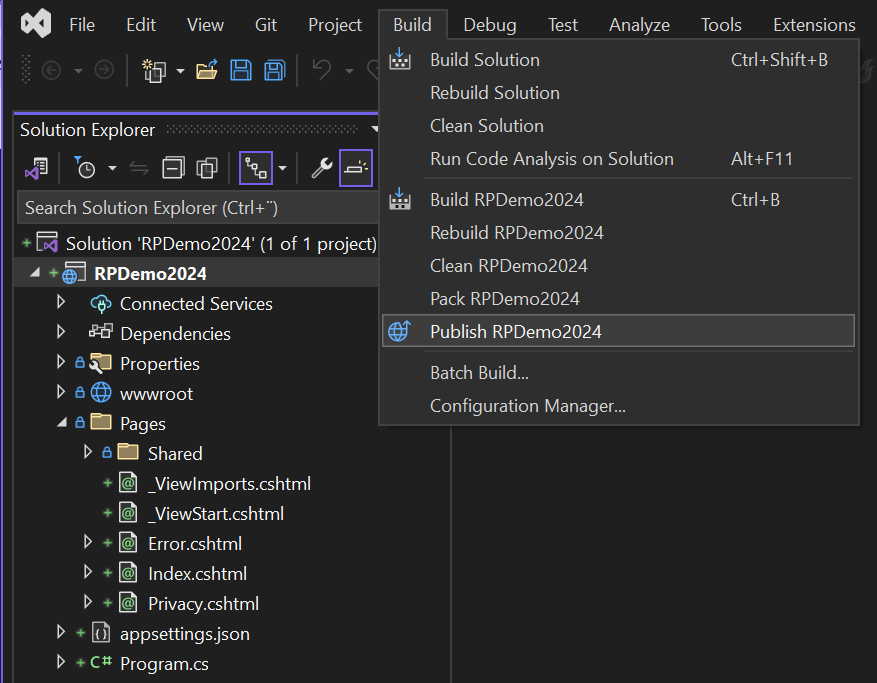 File Edit View Git Project Build Debug Test Analyze Tools Extensions
Build Solution Ctrl+Shift+B
Rebuild Solution
Clean Solution
Run Code Analysis on Solution Alt+F11
Build RPDemo2024 Ctrl+B
Rebuild RPDemo2024
Clean RPDemo2024
Pack RPDemo2024
Publish RPDemo2024
Batch Build...
Configuration Manager...
Solution Explorer
Search Solution Explorer (Ctrl+¨)
Solution 'RPDemo2024' (1 of 1 project)
RPDemo2024
Connected Services
Dependencies
Properties
wwwroot
Pages
Shared
_ViewImports.cshtml
_ViewStart.cshtml
Error.cshtml
Index.cshtml
Privacy.cshtml
appsettings.json
C# Program.cs